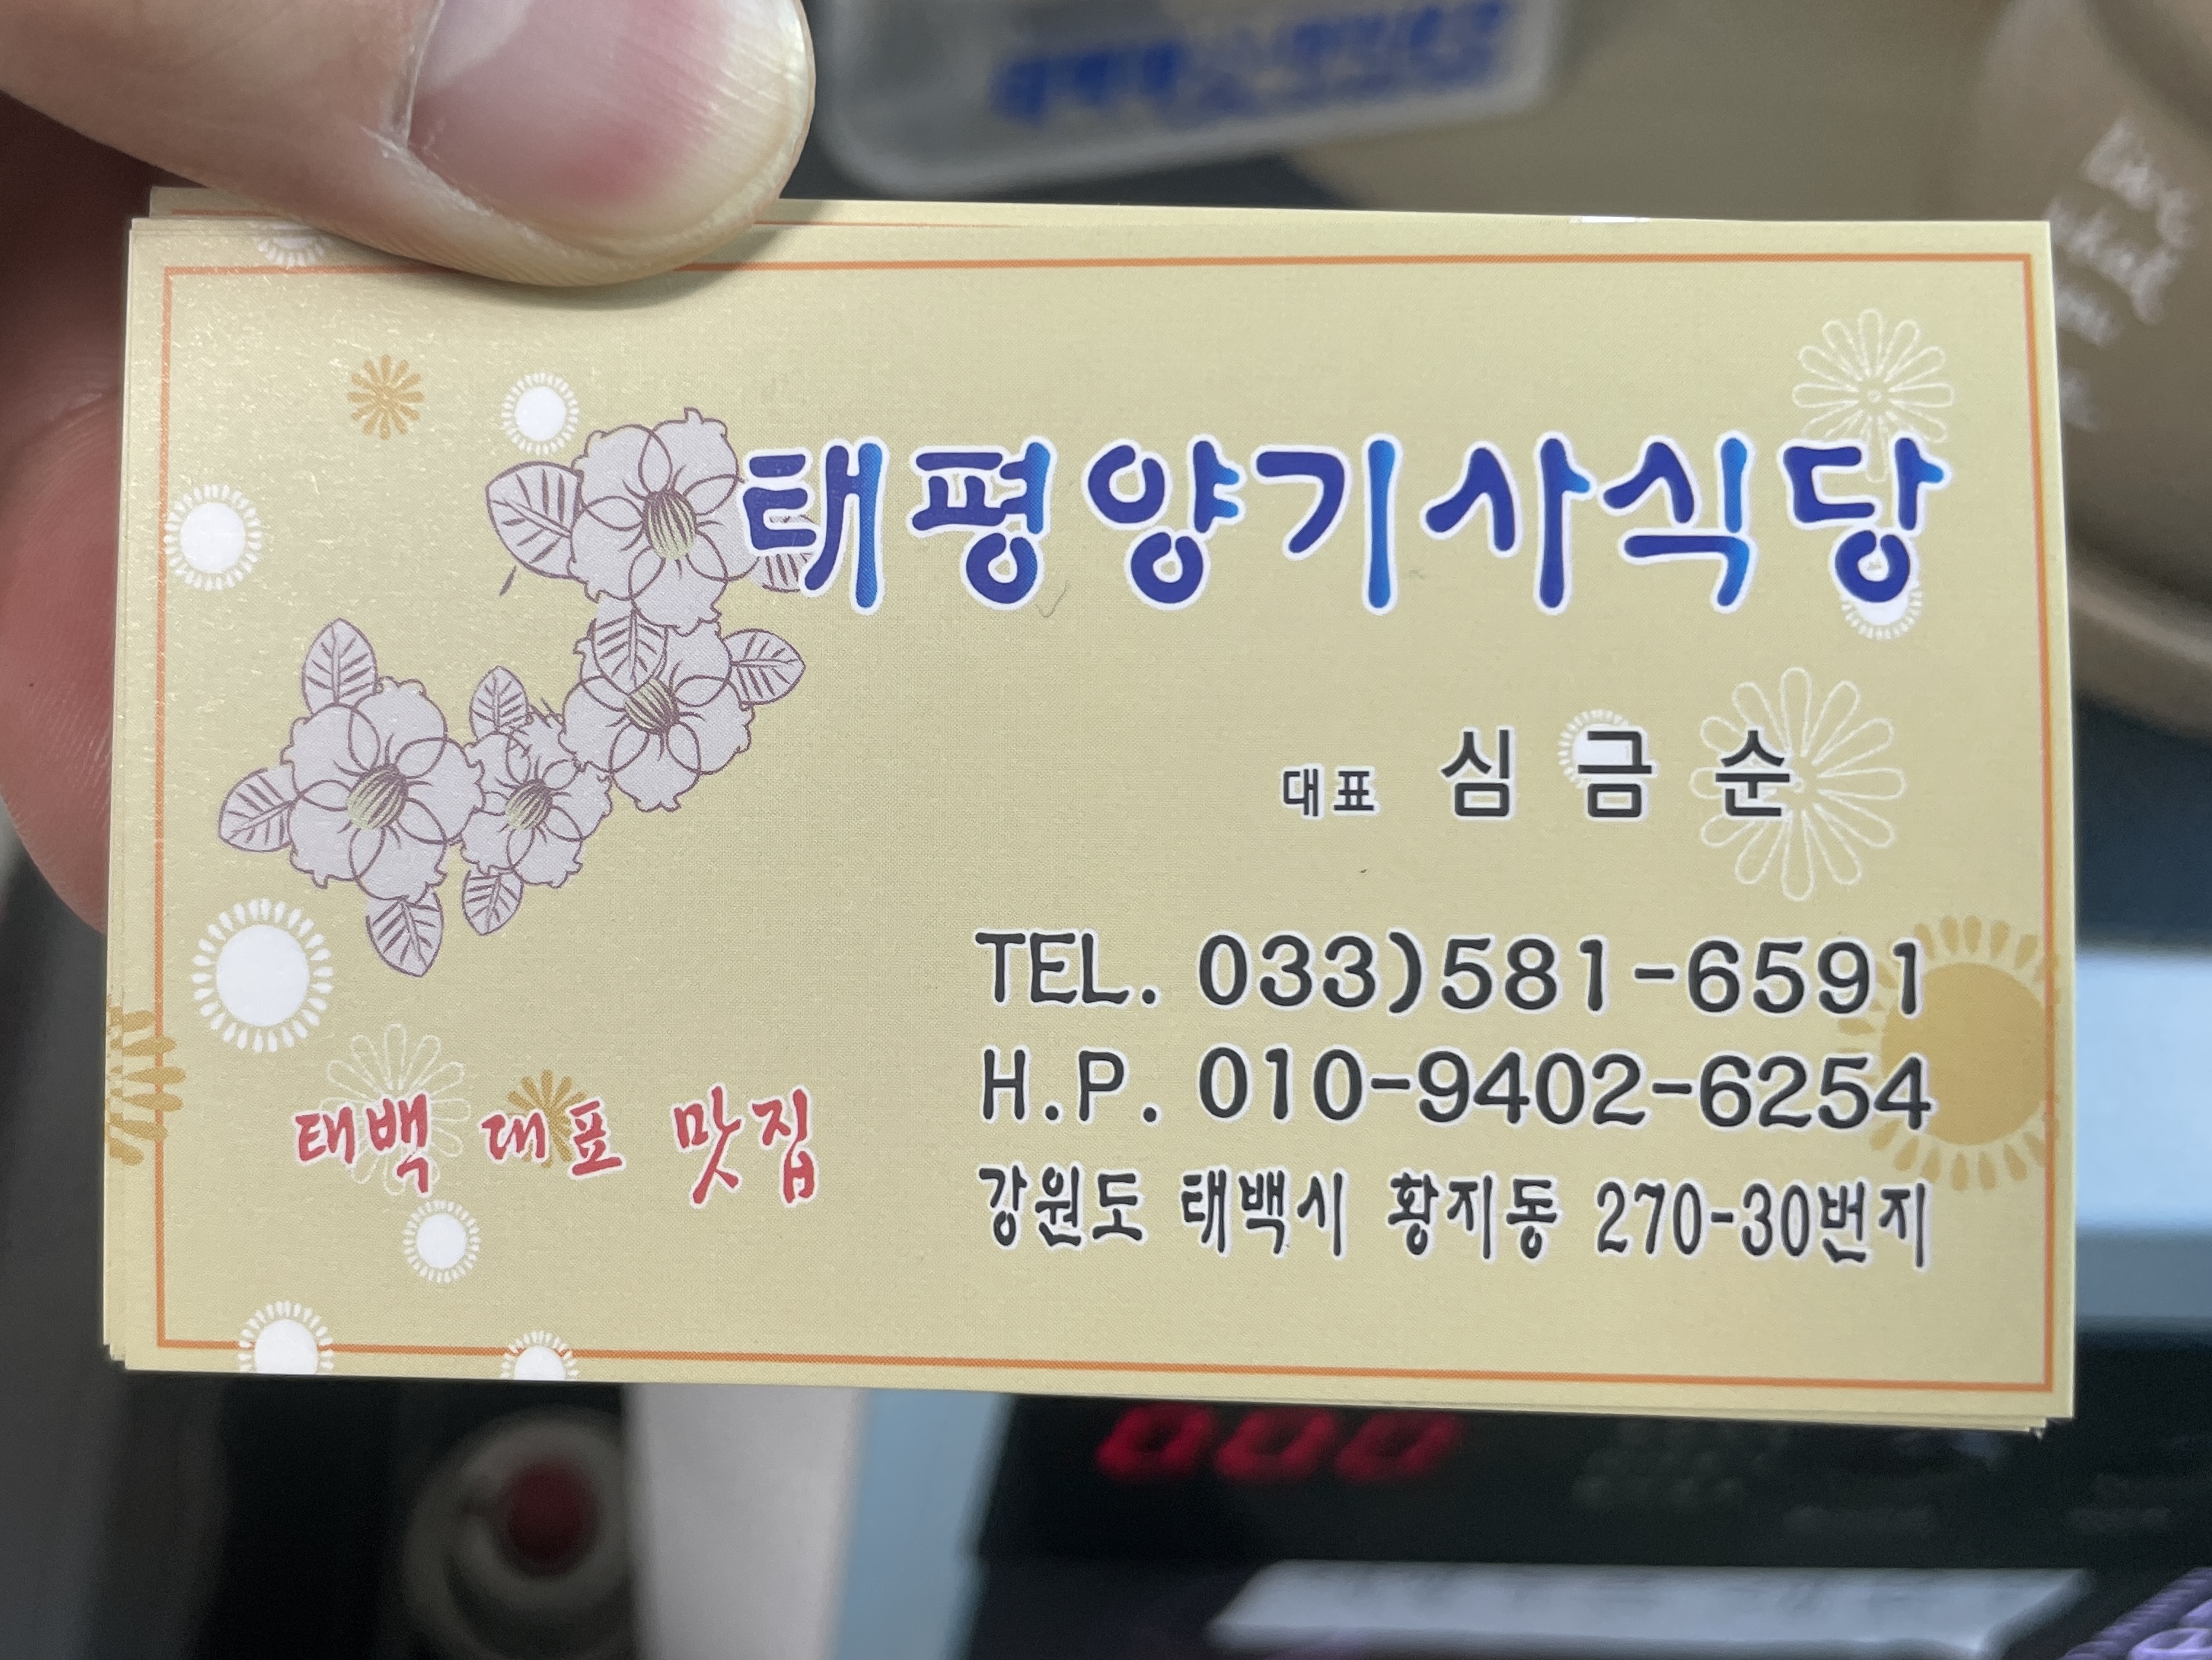 태평양기사식당
대표 심금순
TEL. 033)581-6591
H.P. 010-9402-6254
강원도 태백시 황지동 270-30번지
태백 대표 맛집
000